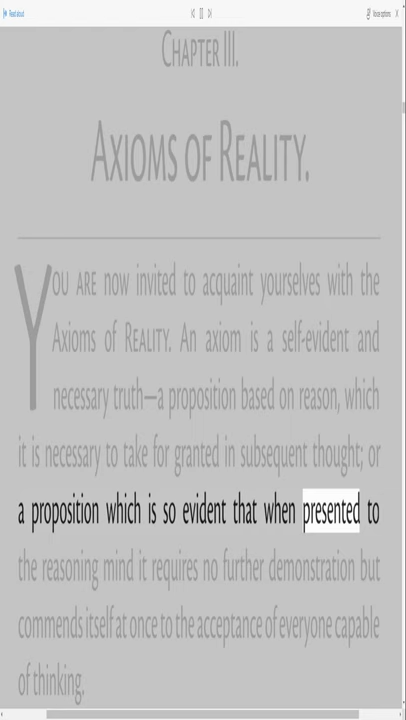 Read aloud
Voice options
CHAPTER III.
AXIOMS OF REALITY.
YOU ARE now invited to acquaint yourselves with the
Axioms of REALITY. An axiom is a self-evident and
necessary truth—a proposition based on reason, which
it is necessary to take for granted in subsequent thought; or
a proposition which is so evident that when presented to
the reasoning mind it requires no further demonstration but
commends itself at once to the acceptance of everyone capable
of thinking.